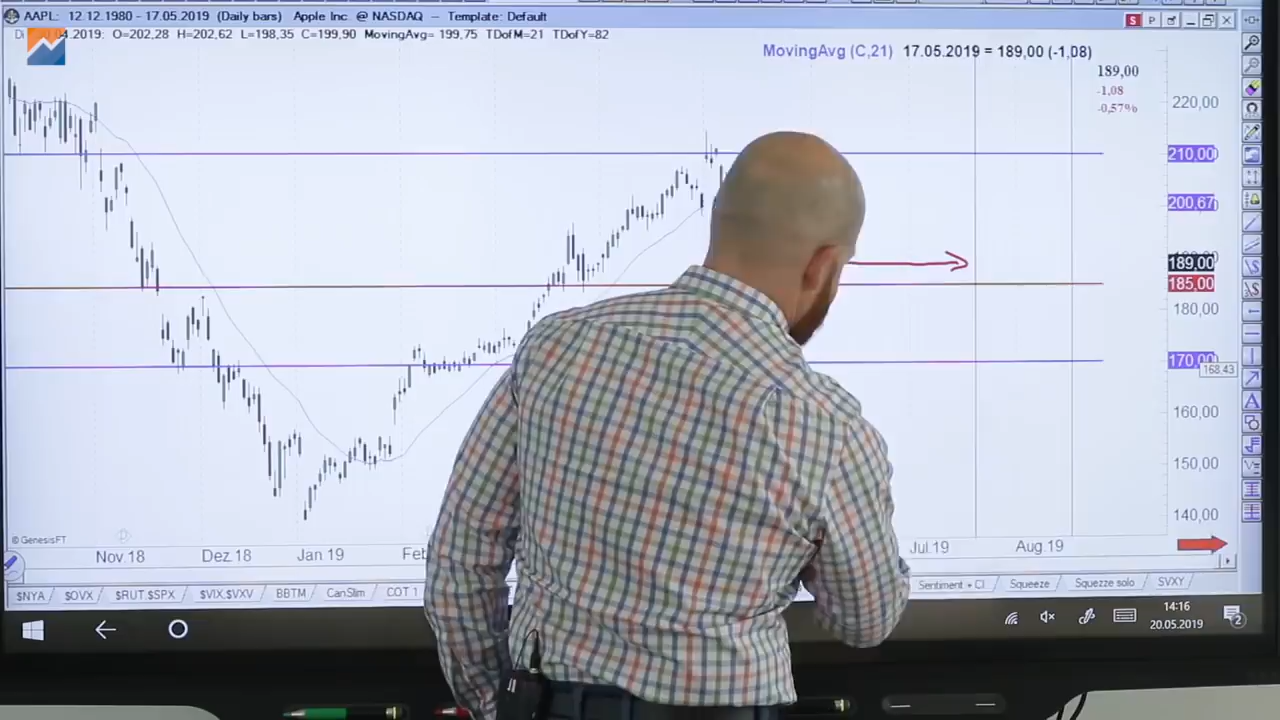 AAPL: 12.12.1980 - 17.05.2019 (Daily bars) Apple Inc. @ NASDAQ — Template: Default
O=202,28 H=202,62 L=198,35 C=199,90 MovingAvg= 199,75 TDofM=21 TDofY=82
MovingAvg (C,21) 17.05.2019 = 189,00 (-1,08)
189,00
-1,08
-0,57%
220,00
210,00
200,67
189,00
185,00
180,00
170,00
168.43
160,00
150,00
140,00
© GenesisFT
Nov.18 Dez.18 Jan.19 Feb Jul.19 Aug.19
$NYA $OVX $RUT.$SPX $VIX.$VXV BBTM CanSlim COT 1 Sentiment + CI Squeeze Squezze solo SVXY
14:16
20.05.2019
2